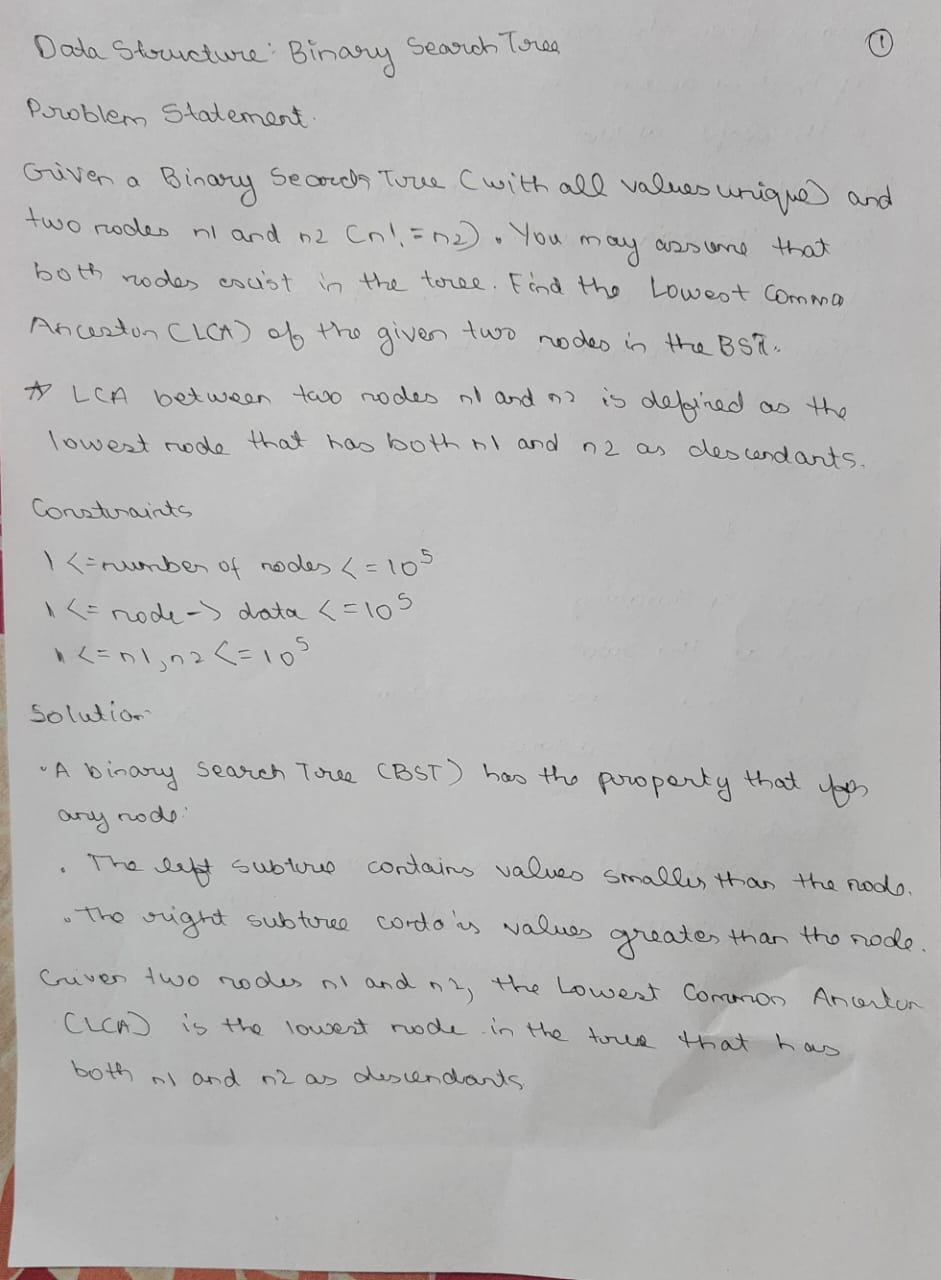 Data Structure: Binary Search Tree
1
Problem Statement.
Given a Binary Search Tree (with all values unique) and
two nodes n1 and n2 (n1 != n2). You may assume that
both nodes exist in the tree. Find the Lowest Common
Ancestor (LCA) of the given two nodes in the BST.
* LCA between two nodes n1 and n2 is defined as the
lowest node that has both n1 and n2 as descendants.
Constraints
1 <= number of nodes <= 10^5
1 <= node -> data <= 10^5
1 <= n1, n2 <= 10^5
Solution
• A binary Search Tree (BST) has the property that for
any node:
• The left subtree contains values smaller than the node.
• The right subtree contains values greater than the node.
Given two nodes n1 and n2, the Lowest Common Ancestor
(LCA) is the lowest node in the tree that has
both n1 and n2 as descendants